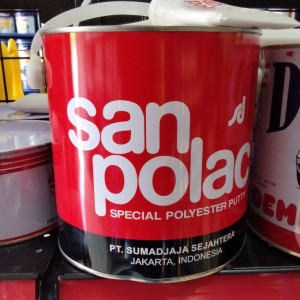 san
polac
SPECIAL POLYESTER PUTTY
PT. SUMADJAJA SEJAHTERA
JAKARTA, INDONESIA